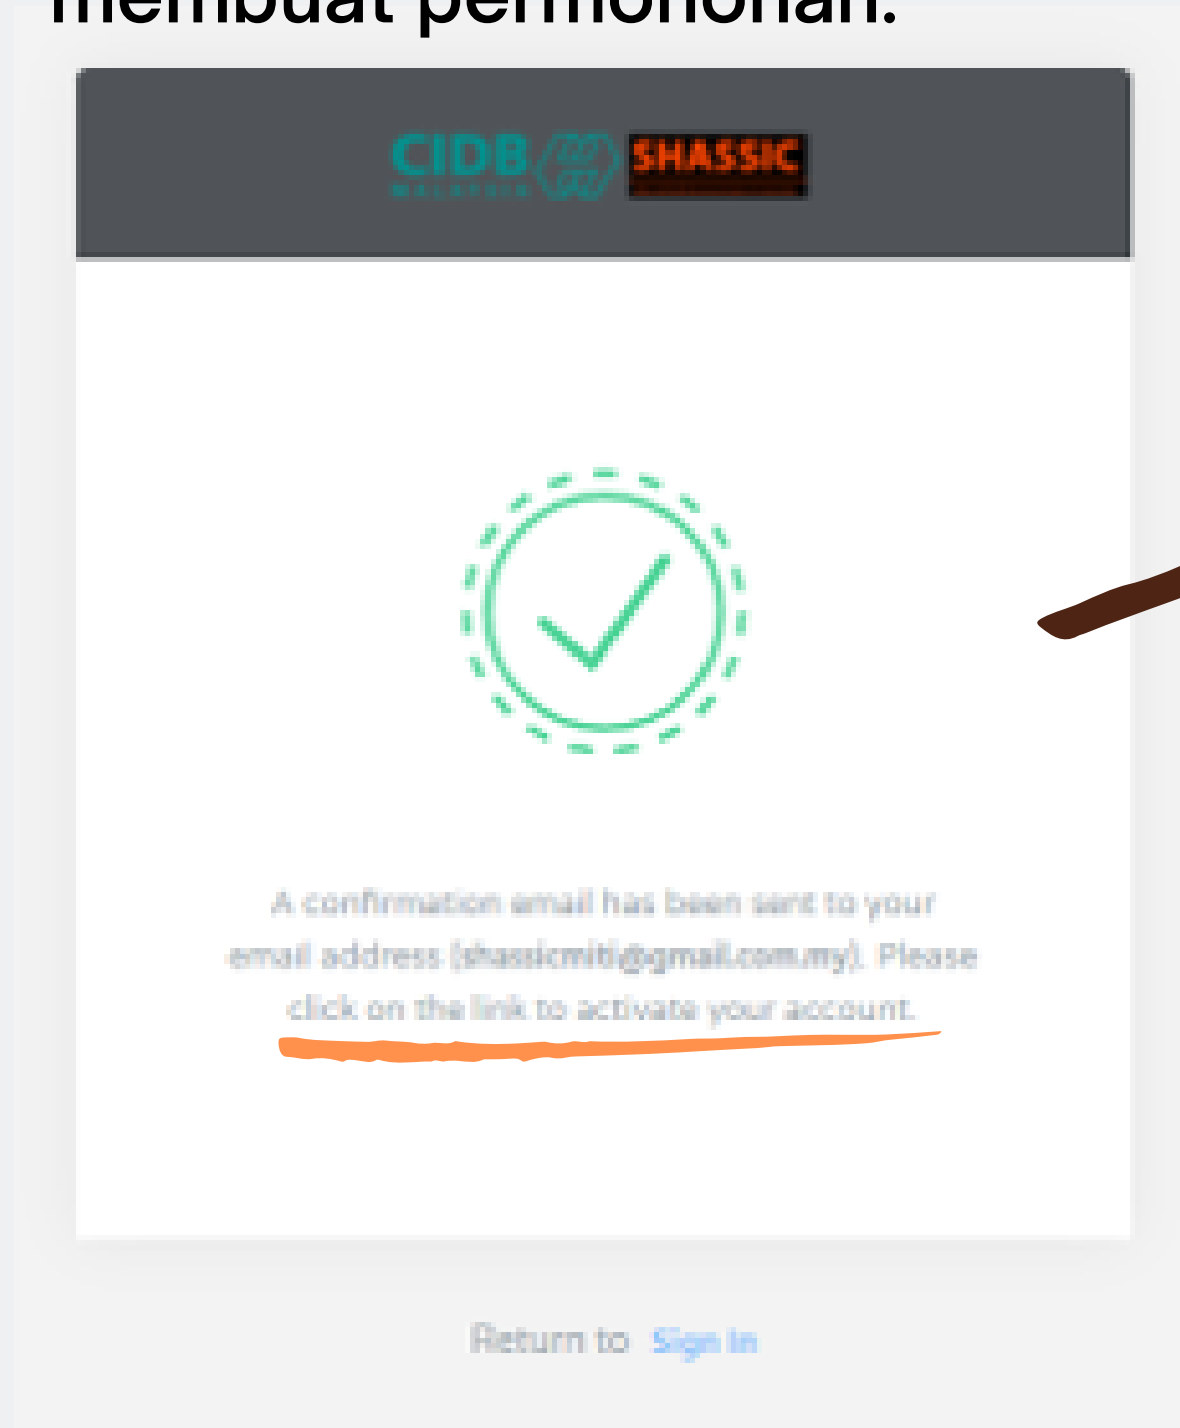 membuat permohonan.
CIDB SHASSIC
MALAYSIA
A confirmation email has been sent to your
email address (shassicmiti@gmail.com.my). Please
click on the link to activate your account.
Return to Sign in